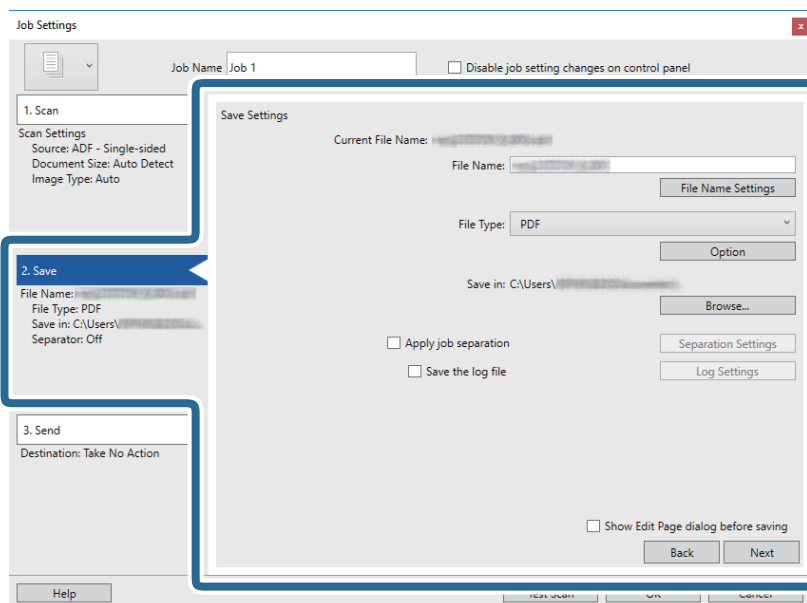 Job Settings
Job Name Job 1
Disable job setting changes on control panel
1. Scan
Scan Settings
Source: ADF - Single-sided
Document Size: Auto Detect
Image Type: Auto
2. Save
File Name:
File Type: PDF
Save in: C:\Users\
Separator: Off
3. Send
Destination: Take No Action
Save Settings
Current File Name:
File Name:
File Name Settings
File Type: PDF
Option
Save in: C:\Users\
Browse...
Apply job separation
Separation Settings
Save the log file
Log Settings
Show Edit Page dialog before saving
Back
Next
Help
Test Scan
OK
Cancel